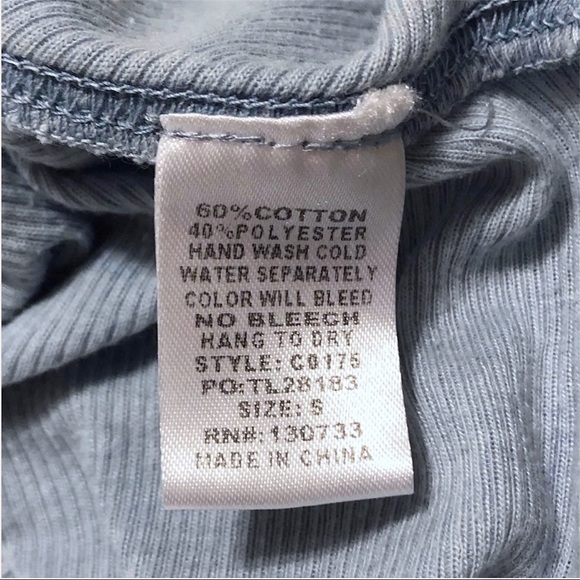 60%COTTON
40%POLYESTER
HAND WASH COLD
WATER SEPARATELY
COLOR WILL BLEED
NO BLEECH
HANG TO DRY
STYLE: C0175
PO:TL28183
SIZE: S
RN#: 130733
MADE IN CHINA